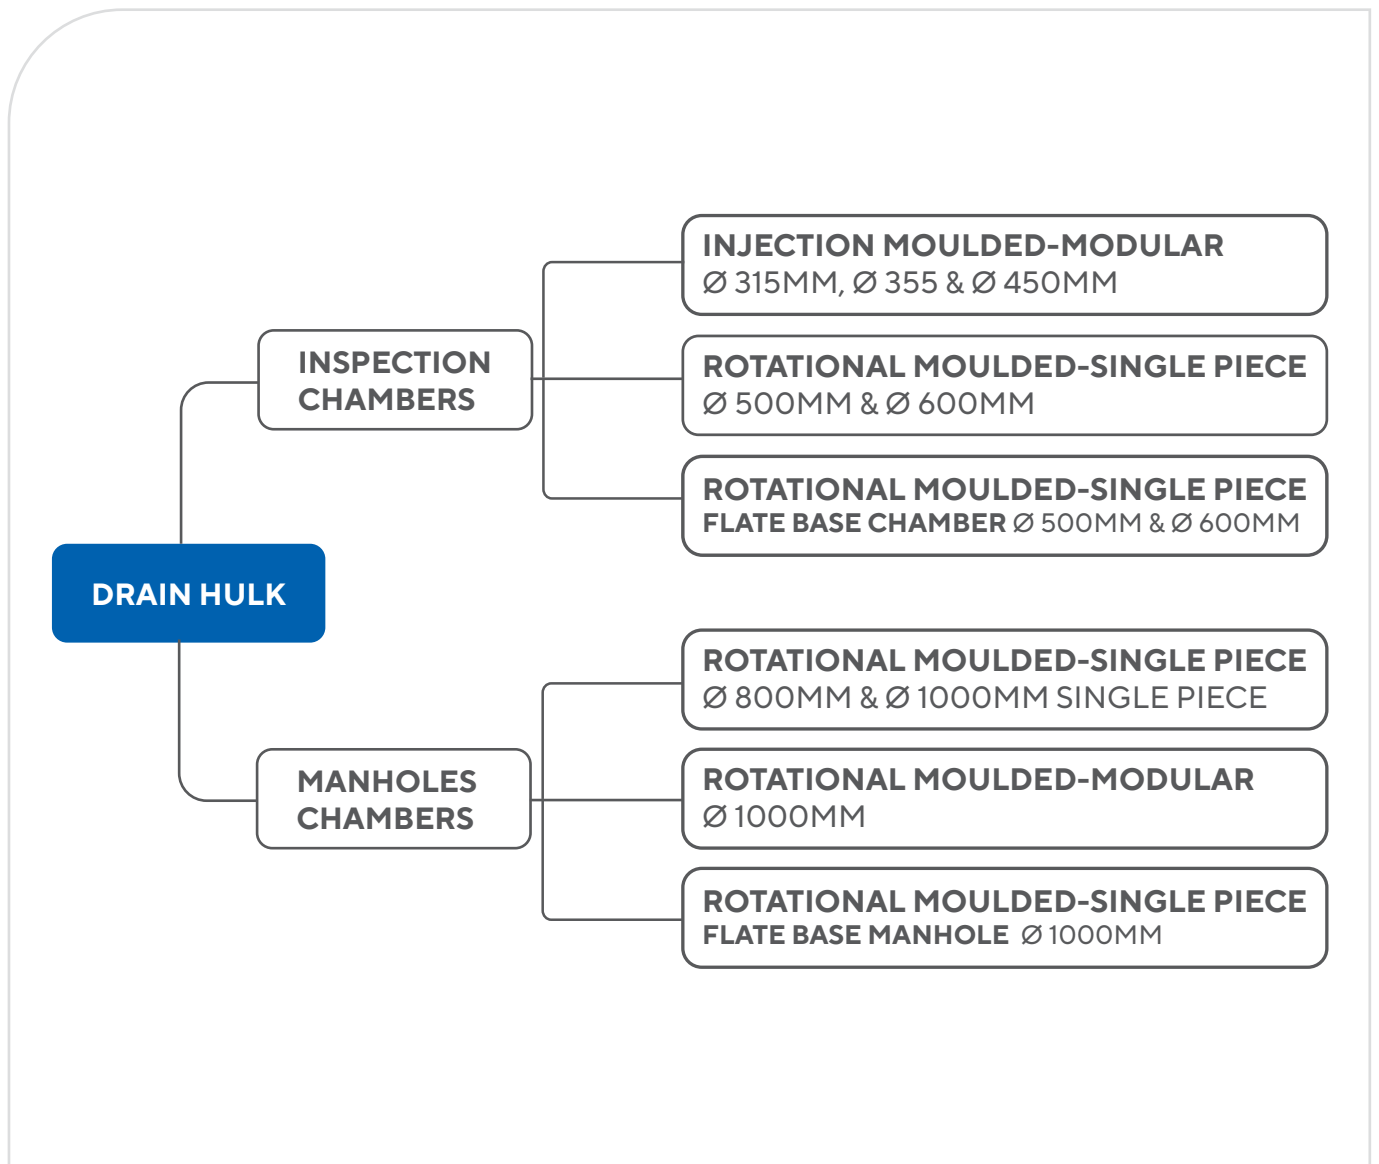 INJECTION MOULDED-MODULAR
Ø 315MM, Ø 355 & Ø 450MM
INSPECTION
CHAMBERS
ROTATIONAL MOULDED-SINGLE PIECE
Ø 500MM & Ø 600MM
ROTATIONAL MOULDED-SINGLE PIECE
FLATE BASE CHAMBER Ø 500MM & Ø 600MM
DRAIN HULK
ROTATIONAL MOULDED-SINGLE PIECE
Ø 800MM & Ø 1000MM SINGLE PIECE
MANHOLES
CHAMBERS
ROTATIONAL MOULDED-MODULAR
Ø 1000MM
ROTATIONAL MOULDED-SINGLE PIECE
FLATE BASE MANHOLE Ø 1000MM